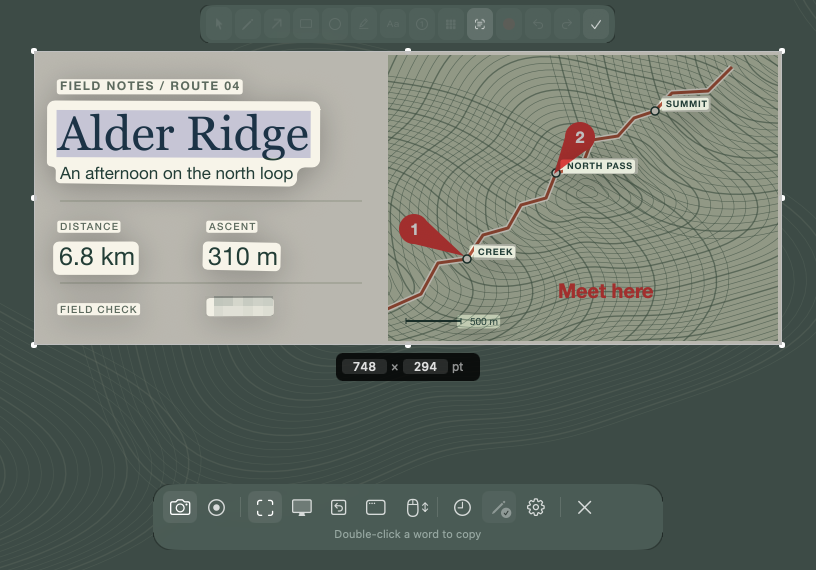 Aa
FIELD NOTES / ROUTE 04
Alder Ridge
An afternoon on the north loop
DISTANCE
ASCENT
6.8 km
310 m
FIELD CHECK
SUMMIT
2
NORTH PASS
1
CREEK
Meet here
500 m
748 × 294 pt
Double-click a word to copy